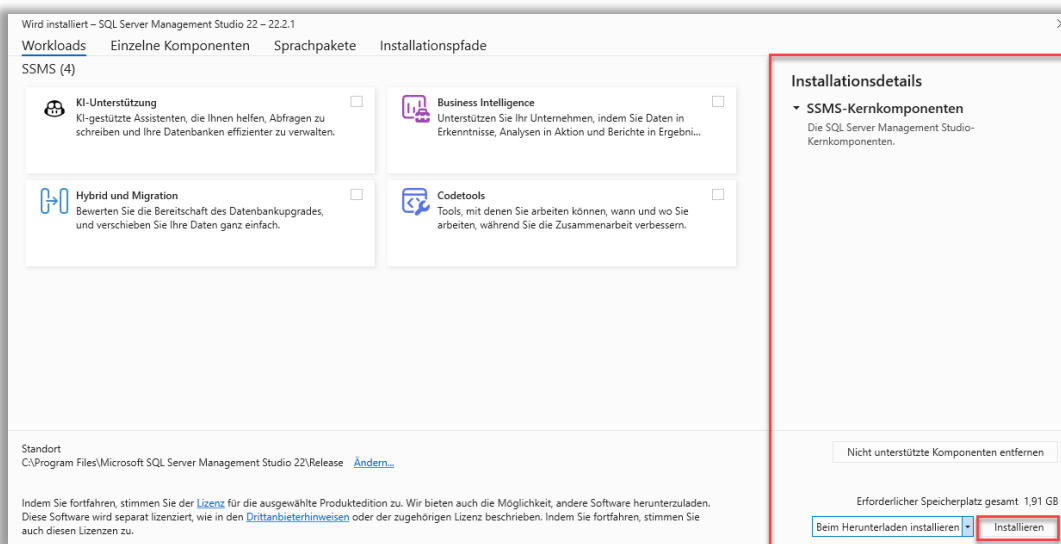 Wird installiert – SQL Server Management Studio 22 – 22.2.1
Workloads Einzelne Komponenten Sprachpakete Installationspfade
SSMS (4)
KI-Unterstützung
KI-gestützte Assistenten, die Ihnen helfen, Abfragen zu
schreiben und Ihre Datenbanken effizienter zu verwalten.
Business Intelligence
Unterstützen Sie Ihr Unternehmen, indem Sie Daten in
Erkenntnisse, Analysen in Aktion und Berichte in Ergebni...
Hybrid und Migration
Bewerten Sie die Bereitschaft des Datenbankupgrades,
und verschieben Sie Ihre Daten ganz einfach.
Codetools
Tools, mit denen Sie arbeiten können, wann und wo Sie
arbeiten, während Sie die Zusammenarbeit verbessern.
Installationsdetails
SSMS-Kernkomponenten
Die SQL Server Management Studio-
Kernkomponenten.
Standort
C:\Program Files\Microsoft SQL Server Management Studio 22\Release Ändern...
Nicht unterstützte Komponenten entfernen
Indem Sie fortfahren, stimmen Sie der Lizenz für die ausgewählte Produktedition zu. Wir bieten auch die Möglichkeit, andere Software herunterzuladen.
Diese Software wird separat lizenziert, wie in den Drittanbieterhinweisen oder der zugehörigen Lizenz beschrieben. Indem Sie fortfahren, stimmen Sie
auch diesen Lizenzen zu.
Erforderlicher Speicherplatz gesamt 1,91 GB
Beim Herunterladen installieren Installieren